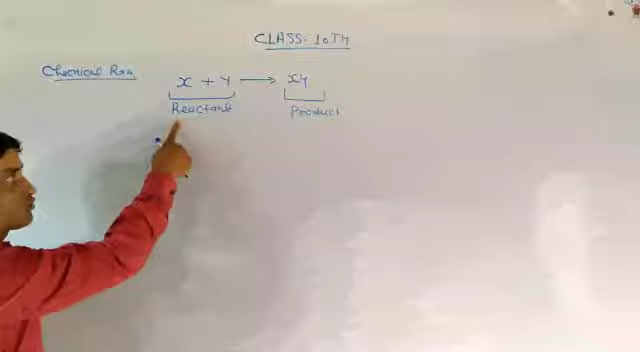 CLASS: 10TH
Chemical Rxn
x + y → xy
Reactant Product